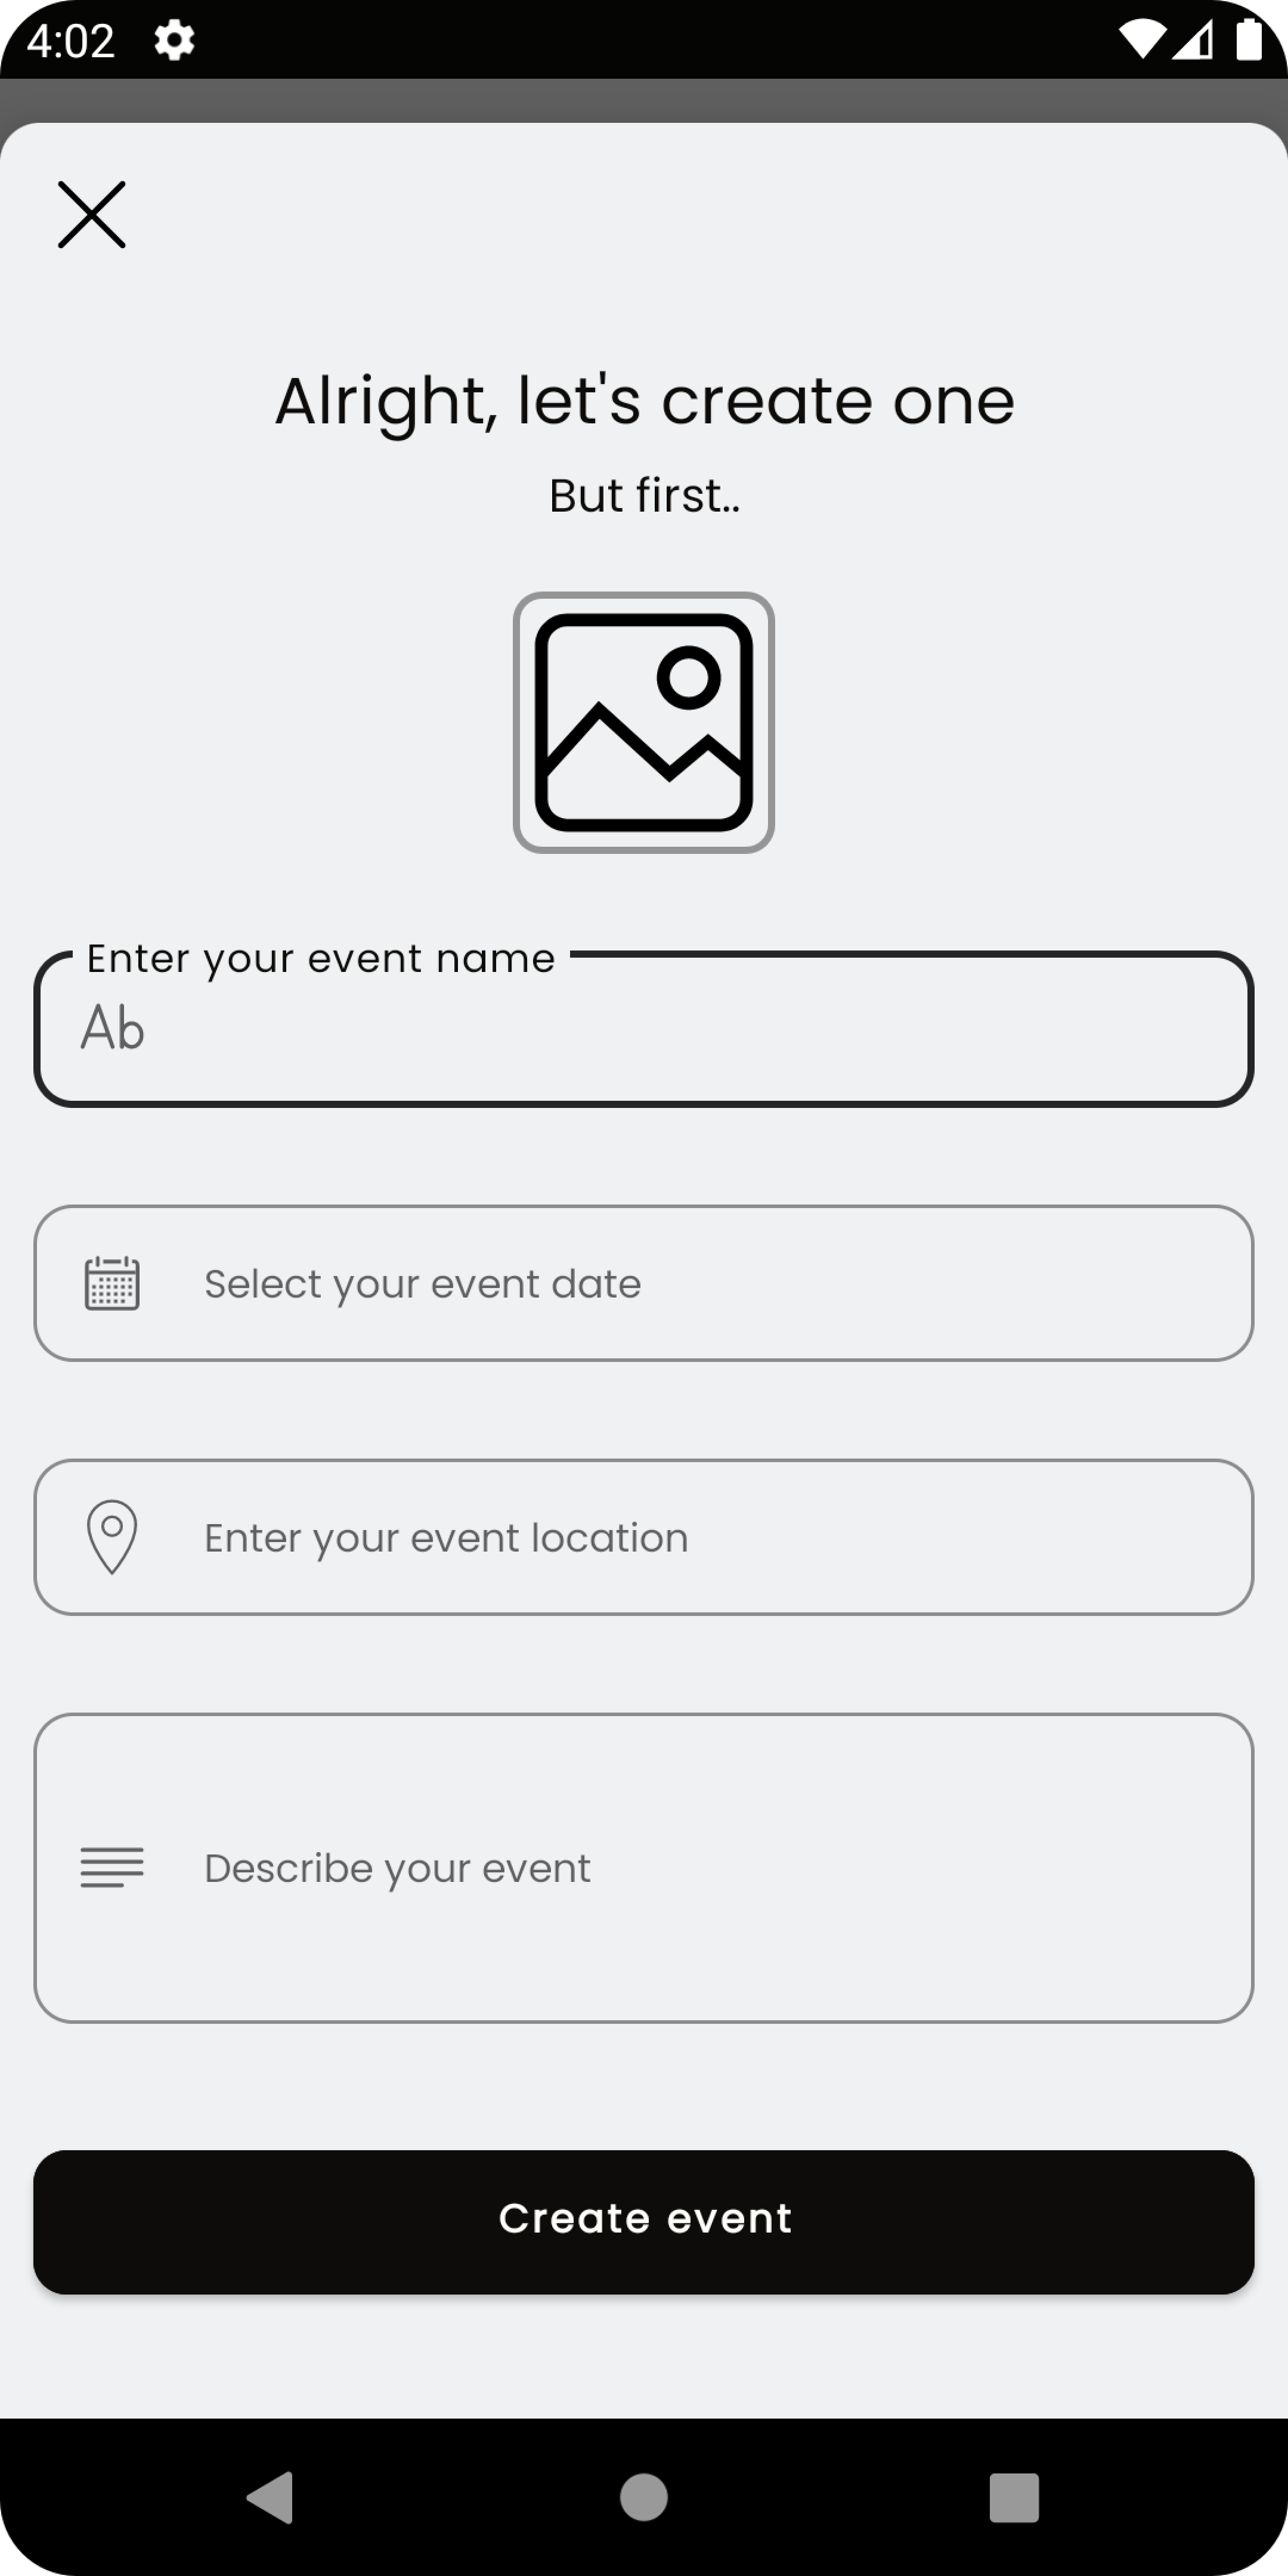 4:02
Alright, let's create one
But first..
Enter your event name
Ab
Select your event date
Enter your event location
Describe your event
Create event